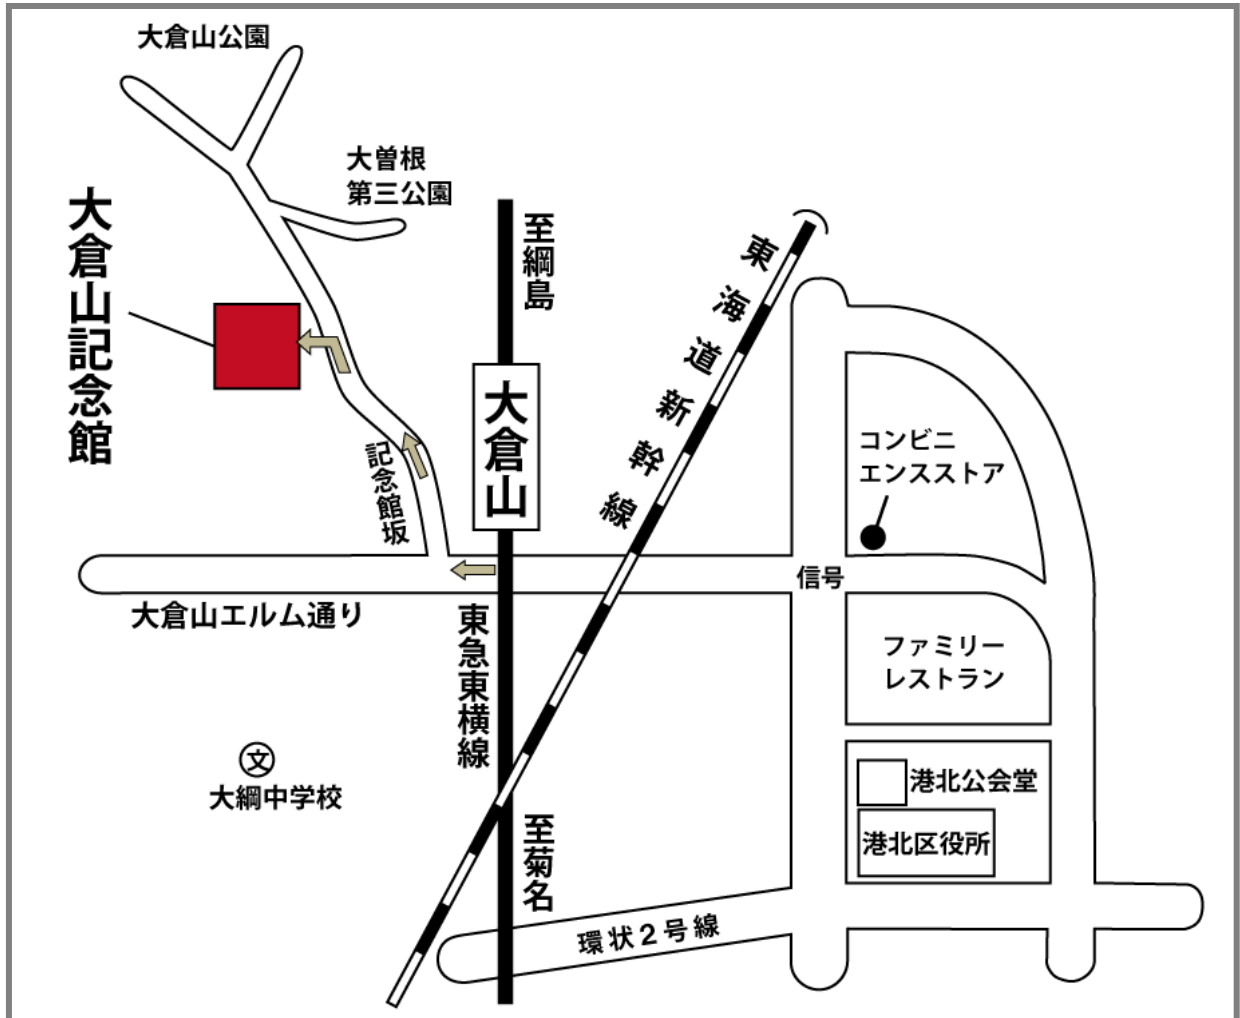 大倉山公園
大曽根
第三公園
大倉山記念館
至綱島
東海道新幹線
大倉山
コンビニ
エンスストア
記念館坂
信号
大倉山エルム通り
東急東横線
ファミリー
レストラン
文
大綱中学校
港北公会堂
港北区役所
至菊名
環状2号線